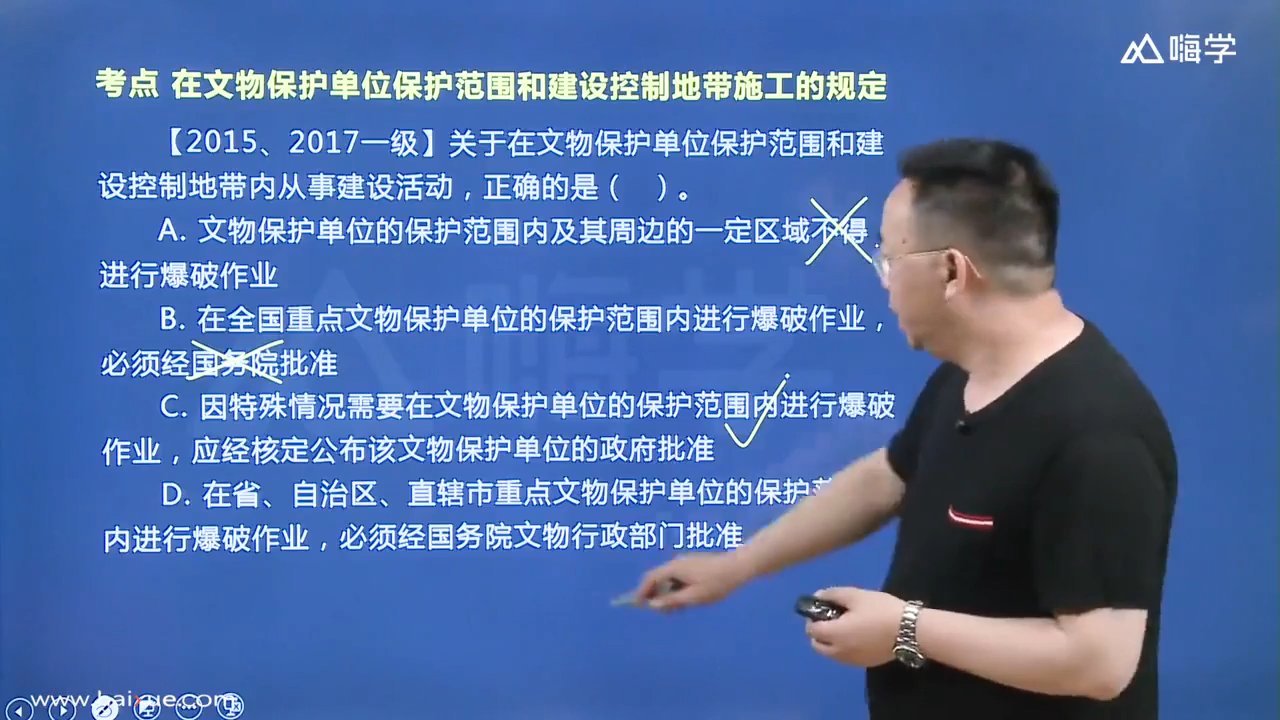 嗨学
考点 在文物保护单位保护范围和建设控制地带施工的规定
【2015、2017一级】关于在文物保护单位保护范围和建
设控制地带内从事建设活动，正确的是（ ）。
A. 文物保护单位的保护范围内及其周边的一定区域不得
进行爆破作业
B. 在全国重点文物保护单位的保护范围内进行爆破作业，
必须经国务院批准
C. 因特殊情况需要在文物保护单位的保护范围内进行爆破
作业，应经核定公布该文物保护单位的政府批准
D. 在省、自治区、直辖市重点文物保护单位的保护
内进行爆破作业，必须经国务院文物行政部门批准
www.haixue.com